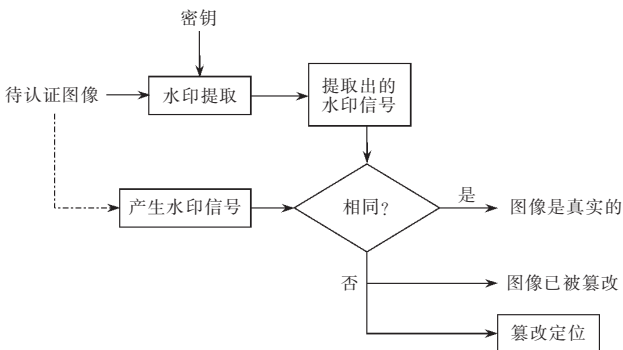 密钥
待认证图像
水印提取
提取出的
水印信号
产生水印信号
相同?
是
图像是真实的
否
图像已被篡改
篡改定位